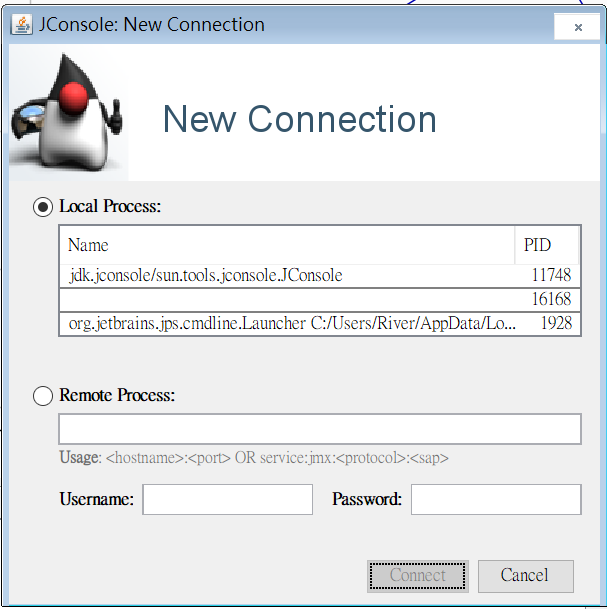 JConsole: New Connection
New Connection
Local Process:
Name PID
jdk.jconsole/sun.tools.jconsole.JConsole 11748
16168
org.jetbrains.jps.cmdline.Launcher C:/Users/River/AppData/Lo... 1928
Remote Process:
Usage: <hostname>:<port> OR service:jmx:<protocol>:<sap>
Username: Password:
Connect Cancel